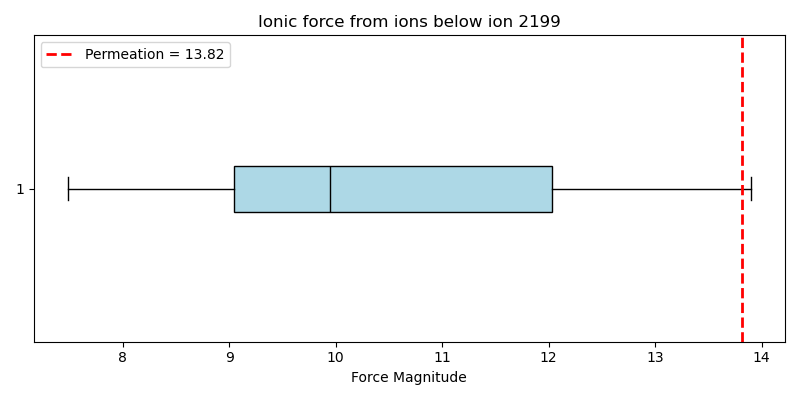 Ionic force from ions below ion 2199
Permeation = 13.82
1
8 9 10 11 12 13 14
Force Magnitude